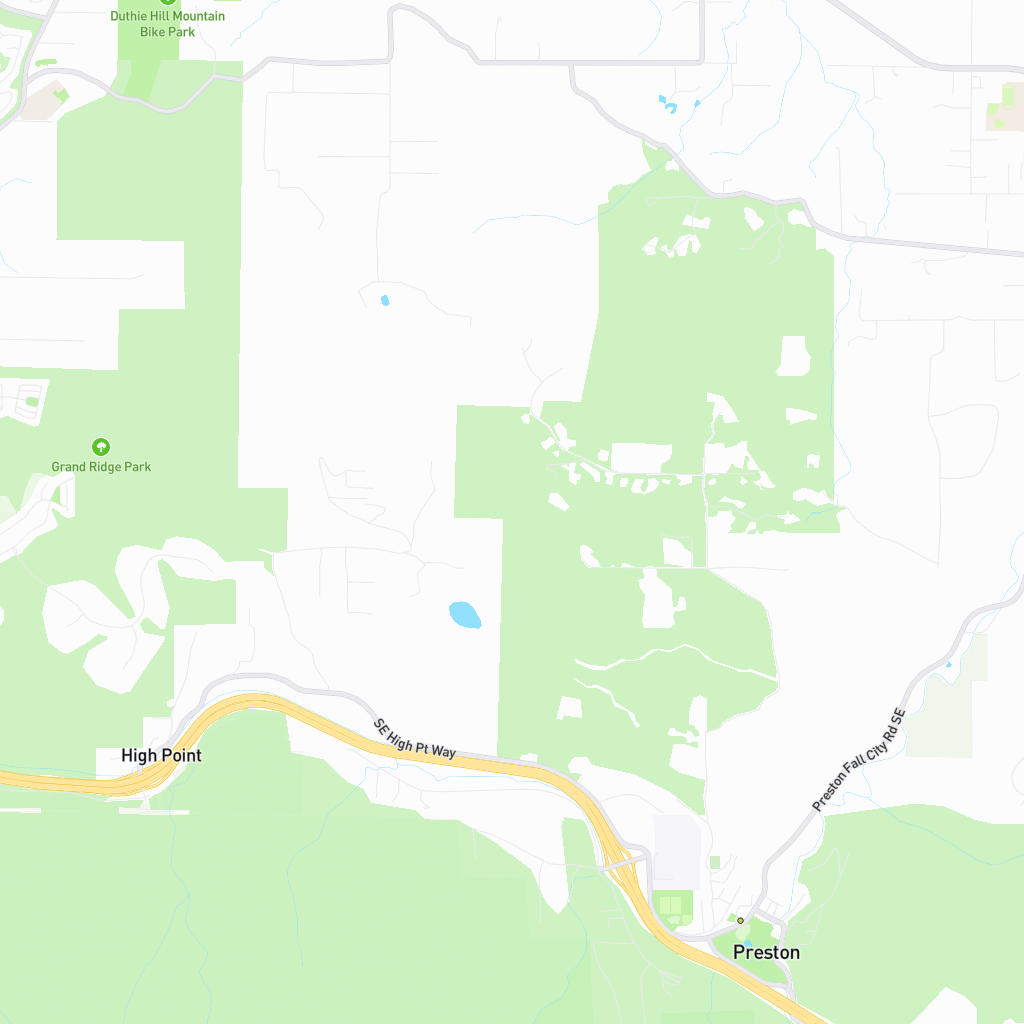 Duthie Hill Mountain
Bike Park
Grand Ridge Park
SE High Pt Way
High Point
Preston Fall City Rd SE
Preston